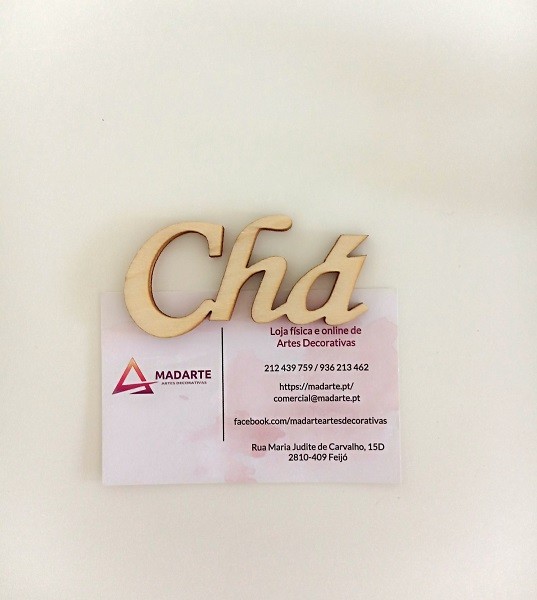 Chá
MADARTE
ARTES DECORATIVAS
Loja física e online de
Artes Decorativas
212 439 759 / 936 213 462
https://madarte.pt/
comercial@madarte.pt
facebook.com/madarteartesdecorativas
Rua Maria Judite de Carvalho, 15D
2810-409 Feijó